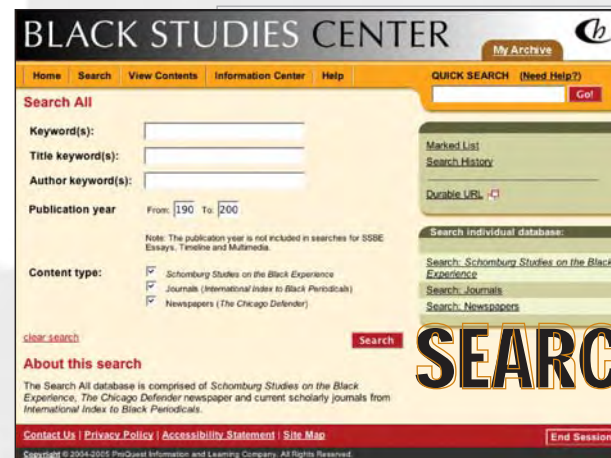 BLACK STUDIES CENTER
My Archive
Home Search View Contents Information Center Help
QUICK SEARCH (Need Help?)
Go!
Search All
Keyword(s):
Title keyword(s):
Author keyword(s):
Publication year From: 190 To: 200
Note: The publication year is not included in searches for SSBE
Essays, Timeline and Multimedia.
Content type:
Schomburg Studies on the Black Experience
Journals (International Index to Black Periodicals)
Newspapers (The Chicago Defender)
clear search
Search
Marked List
Search History
Durable URL
Search individual database:
Search: Schomburg Studies on the Black
Experience
Search: Journals
Search: Newspapers
SEARC
About this search
The Search All database is comprised of Schomburg Studies on the Black
Experience, The Chicago Defender newspaper and current scholarly journals from
International Index to Black Periodicals.
Contact Us | Privacy Policy | Accessibility Statement | Site Map
End Session
Copyright © 2004-2005 ProQuest Information and Learning Company. All Rights Reserved.